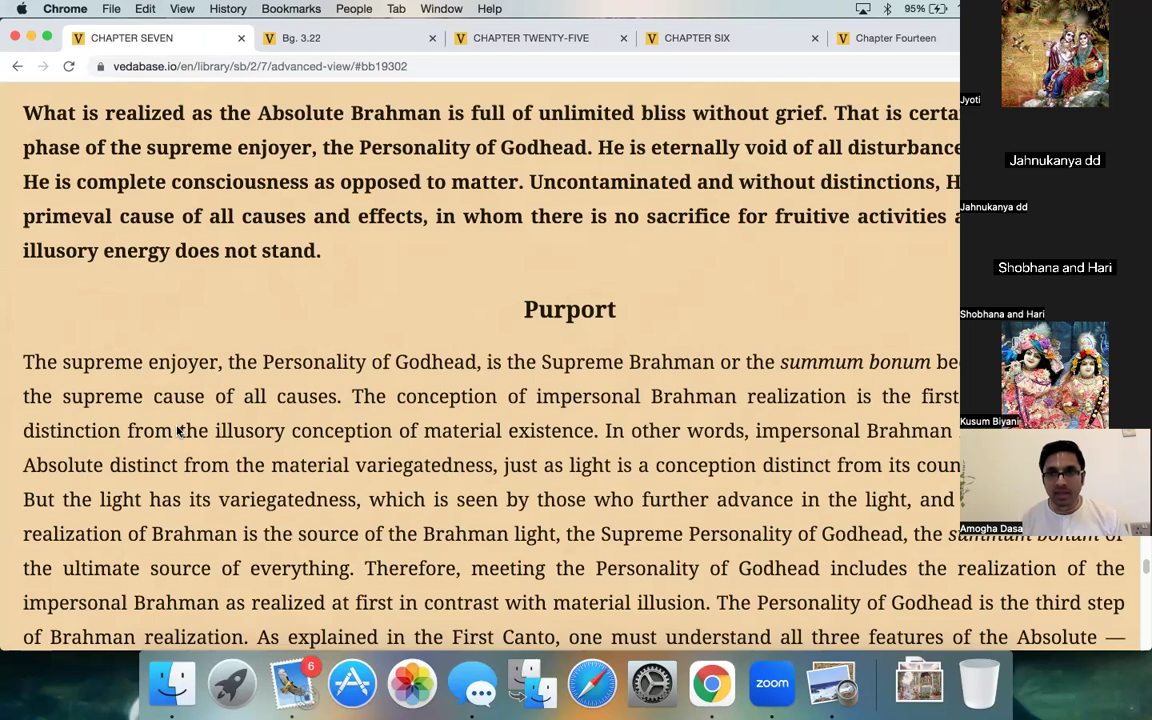 Chrome File Edit View History Bookmarks People Tab Window Help 95%
CHAPTER SEVEN Bg. 3.22 CHAPTER TWENTY-FIVE CHAPTER SIX Chapter Fourteen
vedabase.io/en/library/sb/2/7/advanced-view/#bb19302
What is realized as the Absolute Brahman is full of unlimited bliss without grief. That is
phase of the supreme enjoyer, the Personality of Godhead. He is eternally void of all
He is complete consciousness as opposed to matter. Uncontaminated and without distinctions,
primeval cause of all causes and effects, in whom there is no sacrifice for fruitive activities
illusory energy does not stand.
Purport
The supreme enjoyer, the Personality of Godhead, is the Supreme Brahman or the summum bonum
the supreme cause of all causes. The conception of impersonal Brahman realization is the first
distinction from the illusory conception of material existence. In other words, impersonal Brahman
Absolute distinct from the material variegatedness, just as light is a conception distinct from its
But the light has its variegatedness, which is seen by those who further advance in the light, and
realization of Brahman is the source of the Brahman light, the Supreme Personality of Godhead, the
the ultimate source of everything. Therefore, meeting the Personality of Godhead includes the realization of the
impersonal Brahman as realized at first in contrast with material illusion. The Personality of Godhead is the third step
of Brahman realization. As explained in the First Canto, one must understand all three features of the Absolute —
Jyoti
Jahnukanya dd
Jahnukanya dd
Shobhana and Hari
Shobhana and Hari
Kusum Biyani
Amogha Dasa
6
zoom